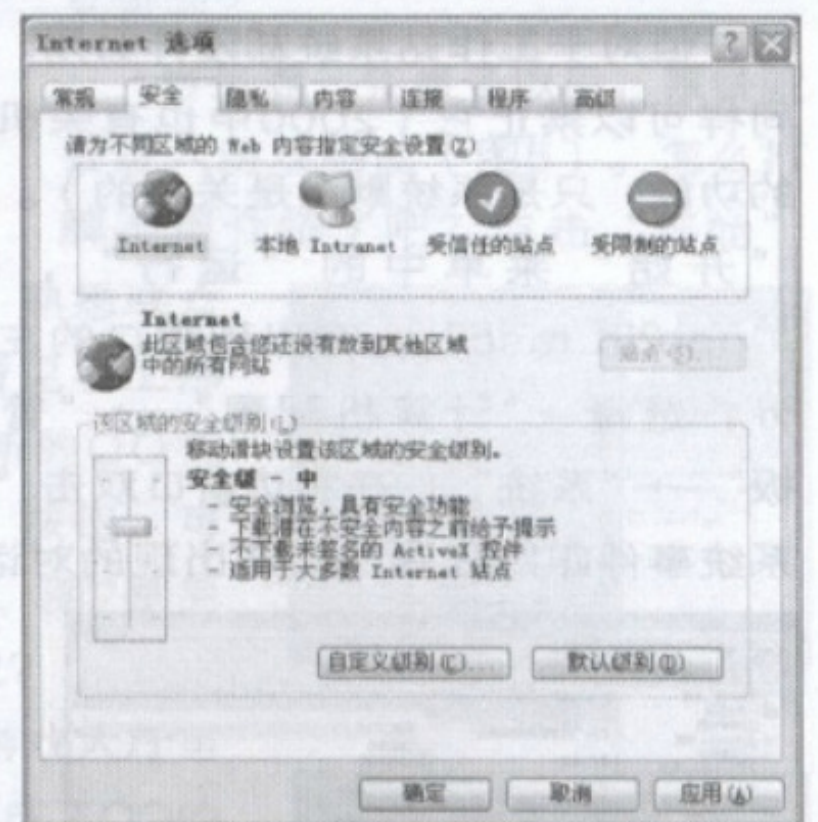 Internet 选项
常规 安全 隐私 内容 连接 程序 高级
请为不同区域的 Web 内容指定安全设置(Z)
Internet 本地 Intranet 受信任的站点 受限制的站点
Internet
此区域包含您还没有放到其他区域
中的所有网站
站点(S)...
该区域的安全级别(L)
移动滑块设置该区域的安全级别。
安全级 - 中
- 安全浏览，具有安全功能
- 下载潜在不安全内容之前给予提示
- 不下载未签名的 ActiveX 控件
- 适用于大多数 Internet 站点
自定义级别(C)... 默认级别(D)
确定 取消 应用(A)